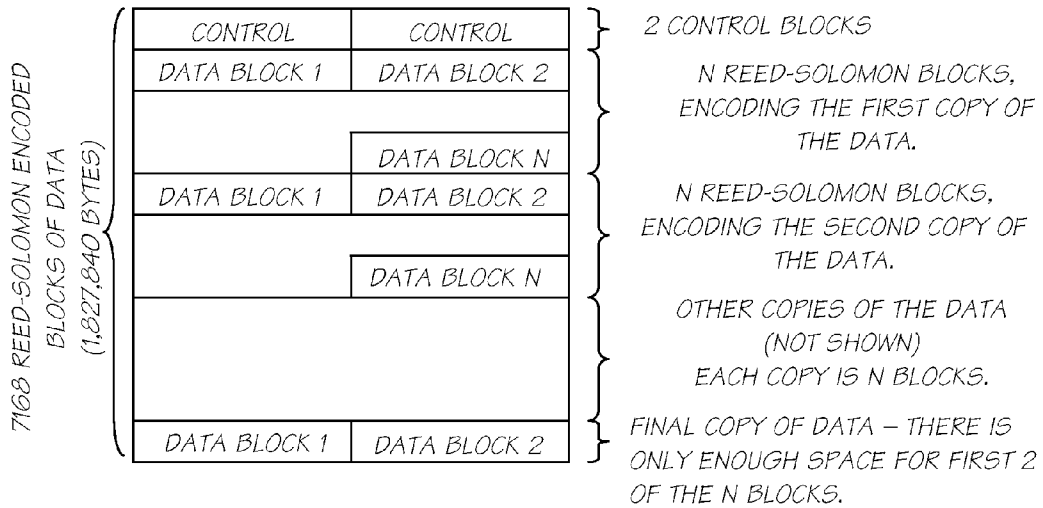 7168 REED-SOLOMON ENCODED
BLOCKS OF DATA
(1,827,840 BYTES)
CONTROL CONTROL
2 CONTROL BLOCKS
DATA BLOCK 1 DATA BLOCK 2
DATA BLOCK N
N REED-SOLOMON BLOCKS,
ENCODING THE FIRST COPY OF
THE DATA.
DATA BLOCK 1 DATA BLOCK 2
DATA BLOCK N
N REED-SOLOMON BLOCKS,
ENCODING THE SECOND COPY OF
THE DATA.
OTHER COPIES OF THE DATA
(NOT SHOWN)
EACH COPY IS N BLOCKS.
DATA BLOCK 1 DATA BLOCK 2
FINAL COPY OF DATA – THERE IS
ONLY ENOUGH SPACE FOR FIRST 2
OF THE N BLOCKS.